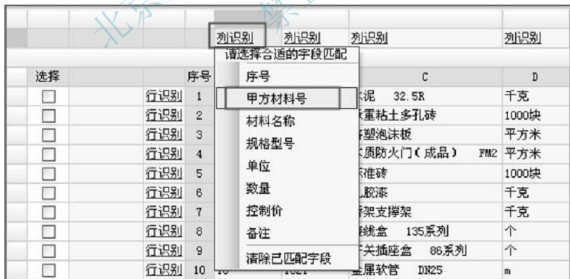 列识别 列识别 列识别 列识别
请选择合适的字段匹配
选择 序号 C D
序号
甲方材料号
材料名称
规格型号
单位
数量
控制价
备注
清除已匹配字段
行识别 1 泥 32.5R 千克
行识别 2 重粘土多孔砖 1000块
行识别 3 塑泡沫板 平方米
行识别 4 质防火门(成品) FM2 平方米
行识别 5 准砖 1000块
行识别 6 胶漆 千克
行识别 7 架支撑架 千克
行识别 8 线盒 135系列 个
行识别 9 关插座盒 86系列 个
行识别 10 金属软管 DN25 m